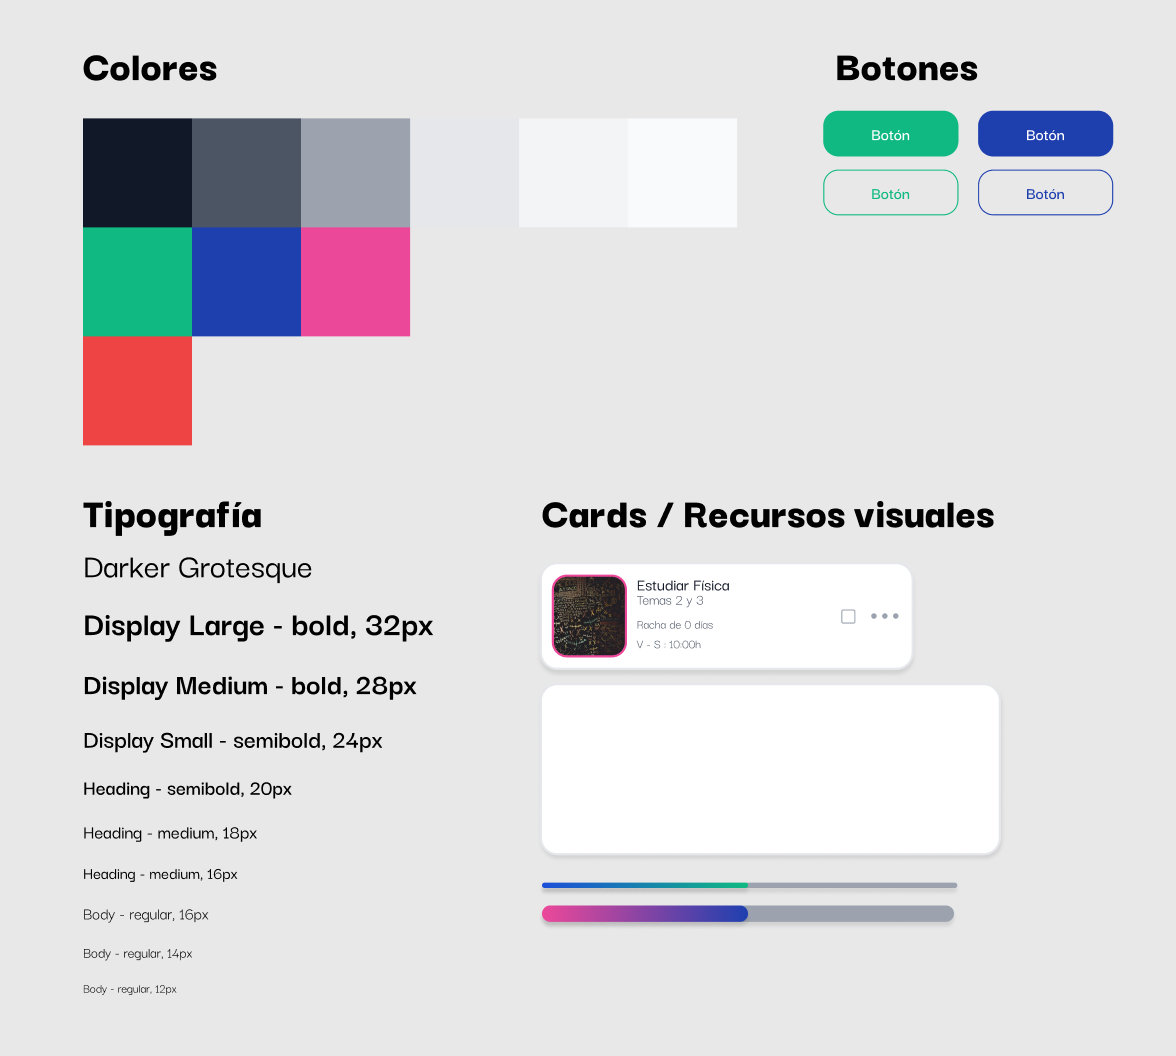 Colores
Botones
Botón
Botón
Botón
Botón
Tipografía
Darker Grotesque
Display Large - bold, 32px
Display Medium - bold, 28px
Display Small - semibold, 24px
Heading - semibold, 20px
Heading - medium, 18px
Heading - medium, 16px
Body - regular, 16px
Body - regular, 14px
Body - regular, 12px
Cards / Recursos visuales
Estudiar Física
Temas 2 y 3
Racha de 0 días
V - S : 10:00h